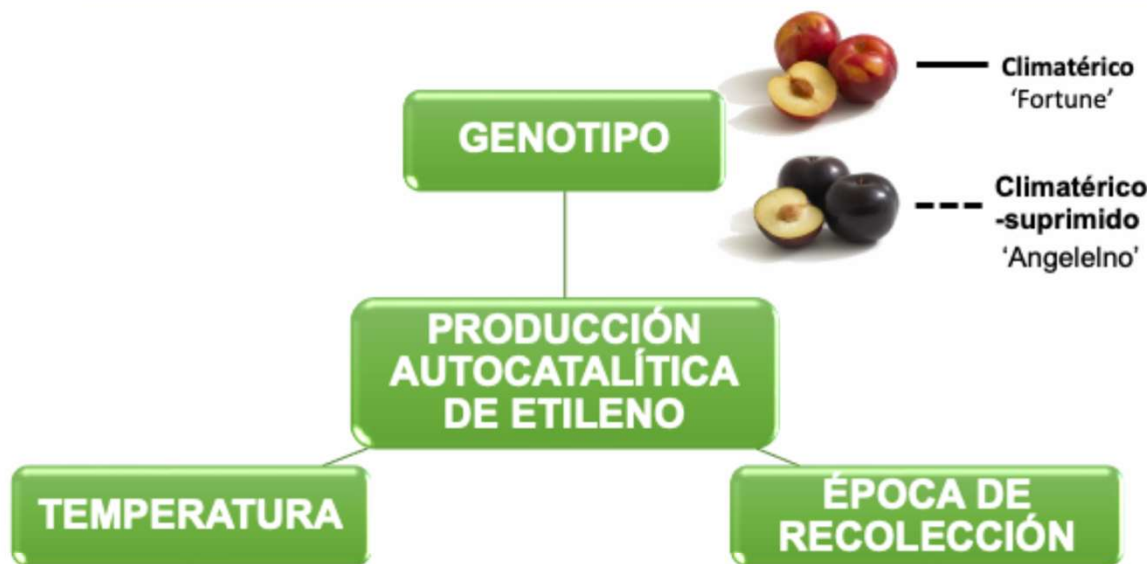 GENOTIPO
Climatérico
‘Fortune’
Climatérico
-suprimido
‘Angelelno’
PRODUCCIÓN
AUTOCATALÍTICA
DE ETILENO
TEMPERATURA
ÉPOCA DE
RECOLECCIÓN